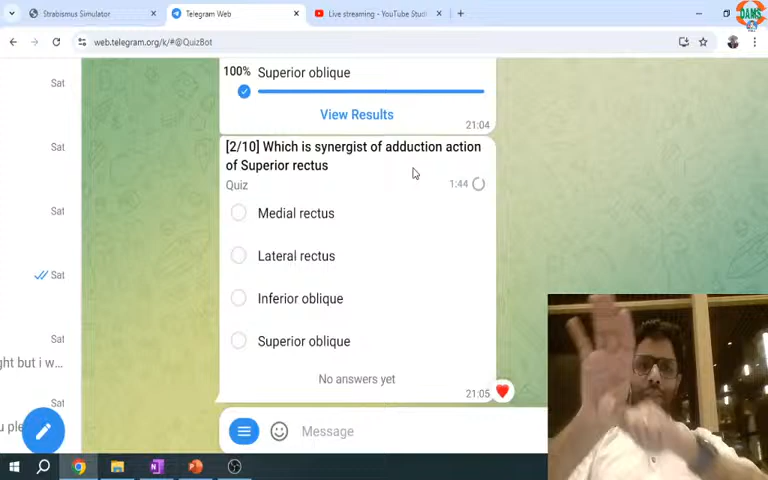 Strabismus Simulator
Telegram Web
Live streaming - YouTube Studi
DAMS
web.telegram.org/k/#@QuizBot
Sat
100% Superior oblique
View Results
21:04
Sat
[2/10] Which is synergist of adduction action
of Superior rectus
Quiz
1:44
Sat
Medial rectus
Lateral rectus
Sat
Inferior oblique
Sat
Superior oblique
ght but i w...
No answers yet
21:05
Sat
u ple
Message